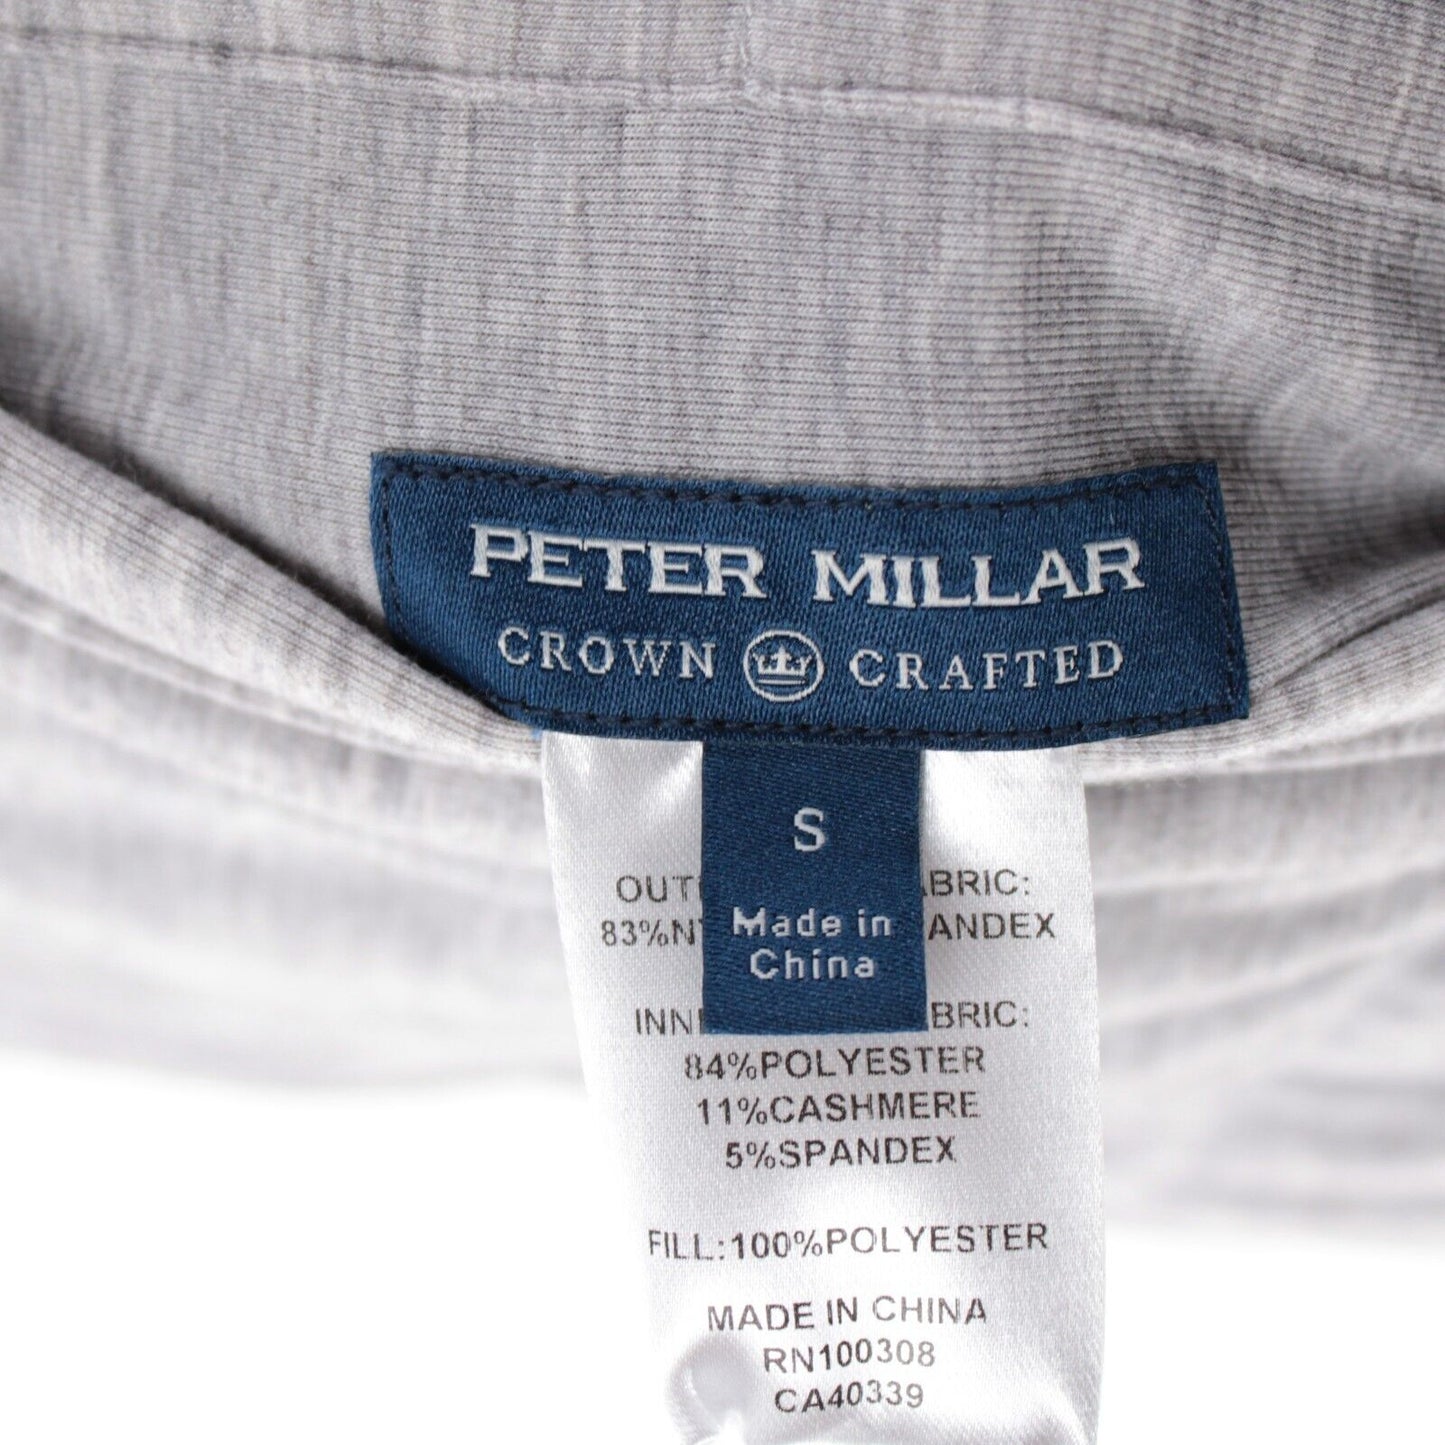 PETER MILLAR
CROWN CRAFTED
S
Made in
China
84%POLYESTER
11%CASHMERE
5%SPANDEX
FILL:100%POLYESTER
MADE IN CHINA
RN100308
CA40339